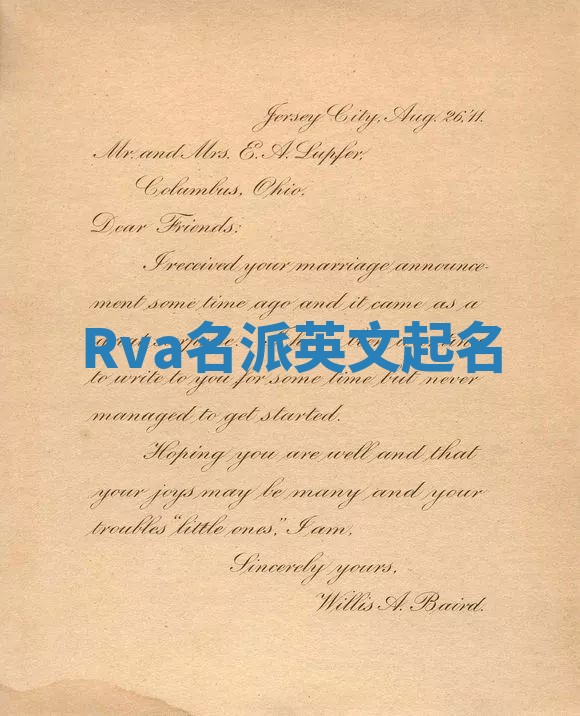 Jersey City, Aug. 26, '11.
Mr. and Mrs. E. A. Lupfer,
Columbus, Ohio.
Dear Friends:
I received your marriage announce-
ment some time ago and it came as a
Rva名派英文起名
to write to you for some time but never
managed to get started.
Hoping you are well and that
your joys may be many and your
troubles "little ones," I am,
Sincerely yours,
Willis A. Baird.